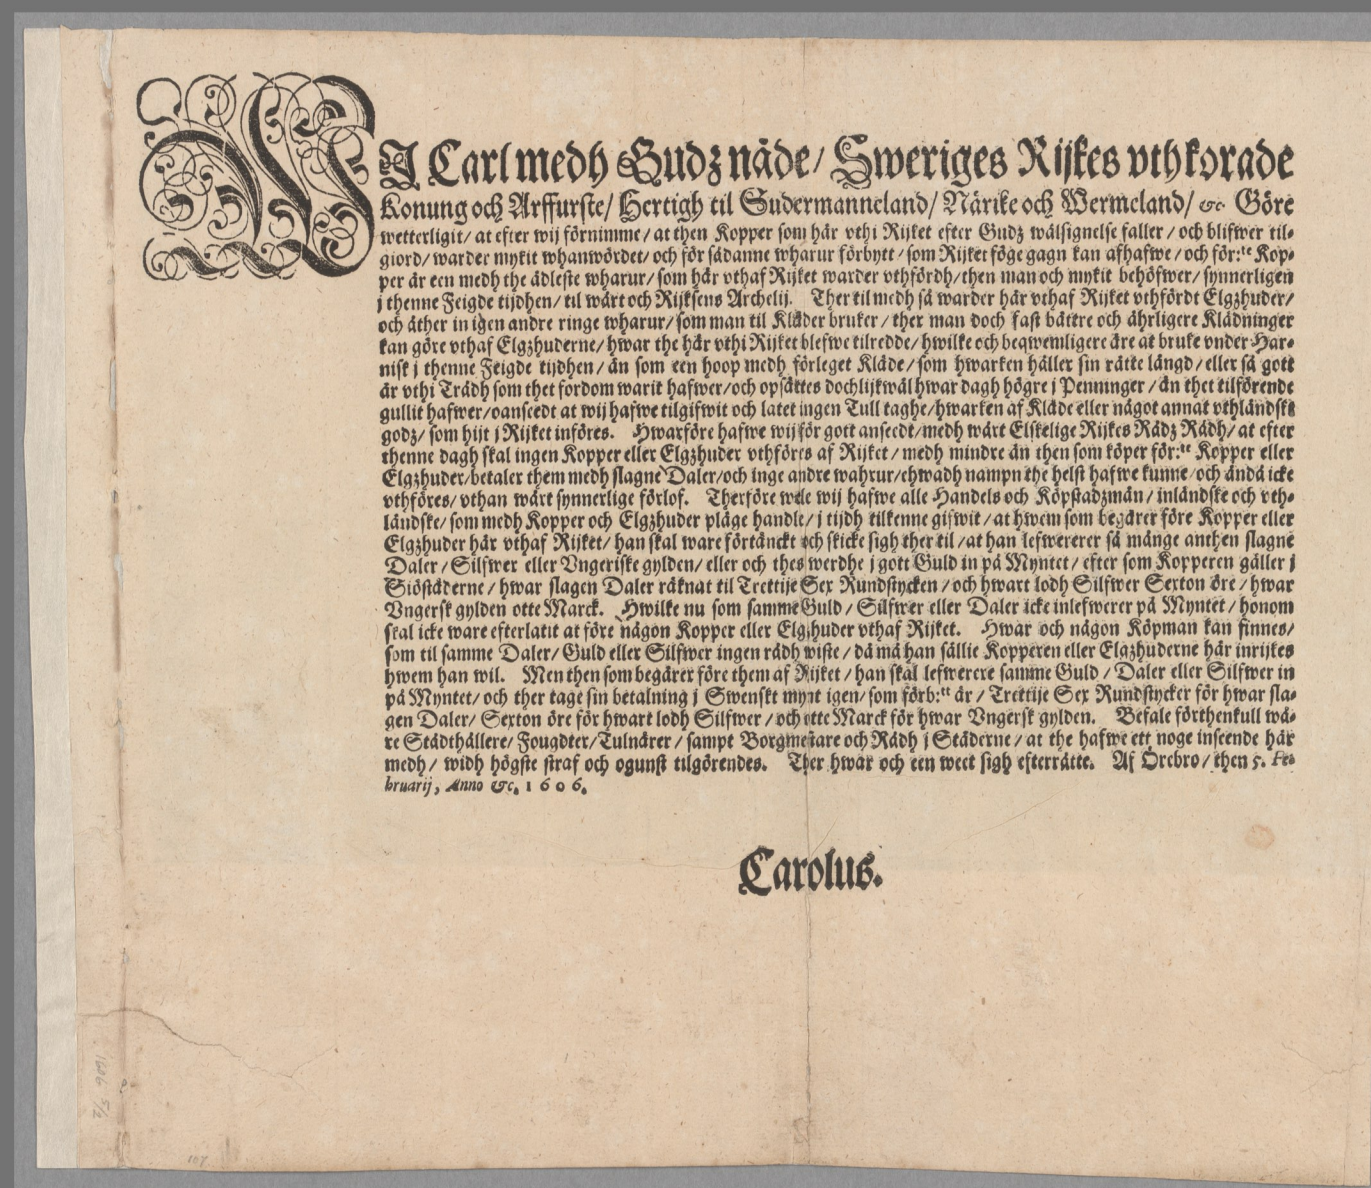 WJ Carl medh Gudz nåde/ Sweriges Rijkes vthkorade
Konung och Arffurste/ Hertigh til Sudermanneland/ Närike och Wermeland/ &c. Göre
wetterligit/ at efter wij förnimme/ at then Kopper som här vthi Rijket efter Gudz wälsignelse faller/ och blifwer til-
giord/ warder mykit whanwördet/ och för sådanne wharur förbytt/ som Rijket föge gagn kan afhafwe/ och för:te Kop-
per är een medh the ädleste wharur/ som här vthaf Rijket warder vthfördh/ then man och mykit behöfwer/ synnerligen
j thenne Feigde tijdhen/ til wårt och Rijksens Archelij. Ther til medh så warder här vthaf Rijket vthfördt Elgzhuder/
och åther in igen andre ringe wharur/ som man til Kläder bruker/ ther man doch fast bättre och ährligere Klädninger
kan göre vthaf Elgzhuderne/ hwar the här vthi Rijket blefwe tilredde/ hwilke och beqwemligere äre at bruke vnder Har-
nisk j thenne Feigde tijdhen/ än som een hoop medh förleget Kläde/ som hwarken håller sin rätte längd/ eller så gott
är vthi Trådh som thet fordom warit hafwer/ och opsättes doch lijkwäl hwar dagh högre j Penninger/ än thet tilförende
gullit hafwer/ oanseedt at wij hafwe tilgifwit och latet ingen Tull taghe/ hwarken af Kläde eller något annat vthländskt
godz/ som hijt j Rijket införes. Hwarföre hafwe wij för gott anseedt/ medh wårt Elskelige Rijkes Rådz Rådh/ at efter
thenne dagh skal ingen Kopper eller Elgzhuder vthföres af Rijket/ medh mindre än then som köper för:te Kopper eller
Elgzhuder/ betaler them medh slagne Daler/ och inge andre wahrur/ ehwadh nampn the helst hafwe kunne/ och ändå icke
vthföres/ vthan wårt synnerlige förlof. Therföre wele wij hafwe alle Handels och Köpstadzmän/ inländske och vth-
ländske/ som medh Kopper och Elgzhuder pläge handle/ j tijdh tilkenne gifwit/ at hwem som begärer före Kopper eller
Elgzhuder här vthaf Rijket/ han skal ware förtänckt och skicke sigh ther til/ at han lefwererer så månge anthen slagne
Daler/ Silfwer eller Vngeriske gylden/ eller och thes werdhe j gott Guld in på Myntet/ efter som Kopperen gäller j
Siöstäderne/ hwar slagen Daler räknat til Trettije Sex Rundstycken/ och hwart lodh Silfwer Sexton öre/ hwar
Vngersk gylden otte Marck. Hwilke nu som samme Guld/ Silfwer eller Daler icke inlefwerer på Myntet/ honom
skal icke ware efterlatit at före någon Kopper eller Elgzhuder vthaf Rijket. Hwar och någon Köpman kan finnes/
som til samme Daler/ Guld eller Silfwer ingen rådh wiste/ då må han sällie Kopperen eller Elgzhuderne här inrijkes
hwem han wil. Men then som begärer före them af Rijket/ han skal lefwerere samme Guld/ Daler eller Silfwer in
på Myntet/ och ther tage sin betalning j Swenskt mynt igen/ som förb:tt är/ Trettije Sex Rundstycker för hwar sla-
gen Daler/ Sexton öre för hwart lodh Silfwer/ och otte Marck för hwar Vngersk gylden. Befale förthenkull wå-
re Stådthållere/ Fougdter/ Tulnärer/ sampt Borgmestare och Rådh j Städerne/ at the hafwe ett noge inseende här
medh/ widh högste straf och ogunst tilgörendes. Ther hwar och een weet sigh efterrätte. Af Örebro/ then 5. Fe-
bruarij, Anno &c. 1606.
Carolus.
1606 5/2
107